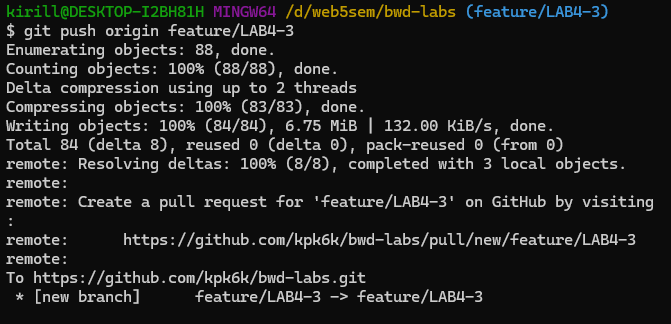 kirill@DESKTOP-I2BH81H MINGW64 /d/web5sem/bwd-labs (feature/LAB4-3)
$ git push origin feature/LAB4-3
Enumerating objects: 88, done.
Counting objects: 100% (88/88), done.
Delta compression using up to 2 threads
Compressing objects: 100% (83/83), done.
Writing objects: 100% (84/84), 6.75 MiB | 132.00 KiB/s, done.
Total 84 (delta 8), reused 0 (delta 0), pack-reused 0 (from 0)
remote: Resolving deltas: 100% (8/8), completed with 3 local objects.
remote:
remote: Create a pull request for 'feature/LAB4-3' on GitHub by visiting
:
remote:      https://github.com/kpk6k/bwd-labs/pull/new/feature/LAB4-3
remote:
To https://github.com/kpk6k/bwd-labs.git
 * [new branch]      feature/LAB4-3 -> feature/LAB4-3